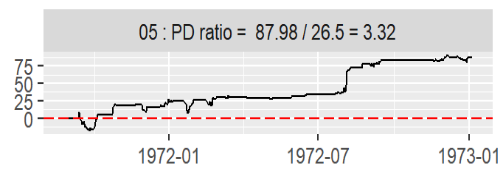 05 : PD ratio =  87.98 / 26.5 = 3.32
75
50
25
0
1972-01 1972-07 1973-01